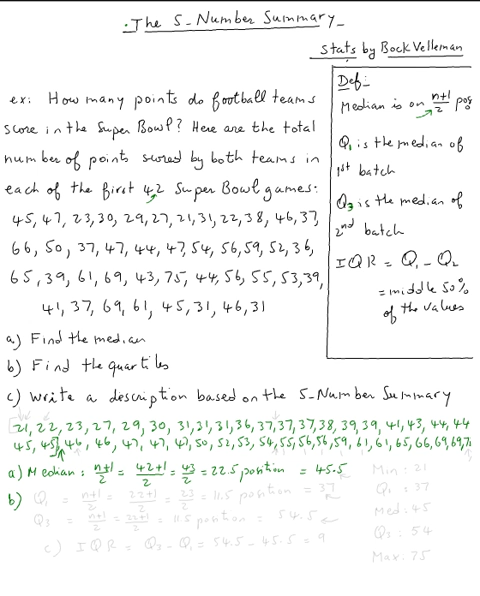 .The 5-Number Summary
Stats by Bock Velleman
ex: How many points do football teams
score in the Super Bowl? Here are the total
number of points scored by both teams in
each of the first 42 Super Bowl games:
45, 47, 23, 30, 29, 27, 21, 31, 22, 38, 46, 37,
66, 50, 37, 47, 44, 47, 54, 56, 59, 52, 36,
65, 39, 61, 69, 43, 75, 44, 56, 55, 53, 39,
41, 37, 69, 61, 45, 31, 46, 31
Def:
Median is on n+1/2 pos
Q1 is the median of
1st batch
Q3 is the median of
2nd batch
IQR = Q1 - Q2
= middle 50%
of the values
a) Find the median
b) Find the quartiles
c) Write a description based on the 5-Number Summary
21, 22, 23, 27, 29, 30, 31, 31, 31, 36, 37, 37, 37, 38, 39, 39, 41, 43, 44, 44
45, 45, 46, 46, 47, 47, 47, 50, 52, 53, 54, 55, 56, 56, 59, 61, 61, 65, 66, 69, 69, 7
a) Median: n+1/2 = 42+1/2 = 43/2 = 22.5 position = 45.5
b) Q1 = n+1/2 = 22+1/2 = 23/2 = 11.5 position = 37
Q3 = n+1/2 = 22+1/2 = 11.5 position = 54.5
c) IQR = Q3 - Q1 = 54.5 - 45.5 = 9
Min: 21
Q1: 37
Med: 45
Q3: 54
Max: 75